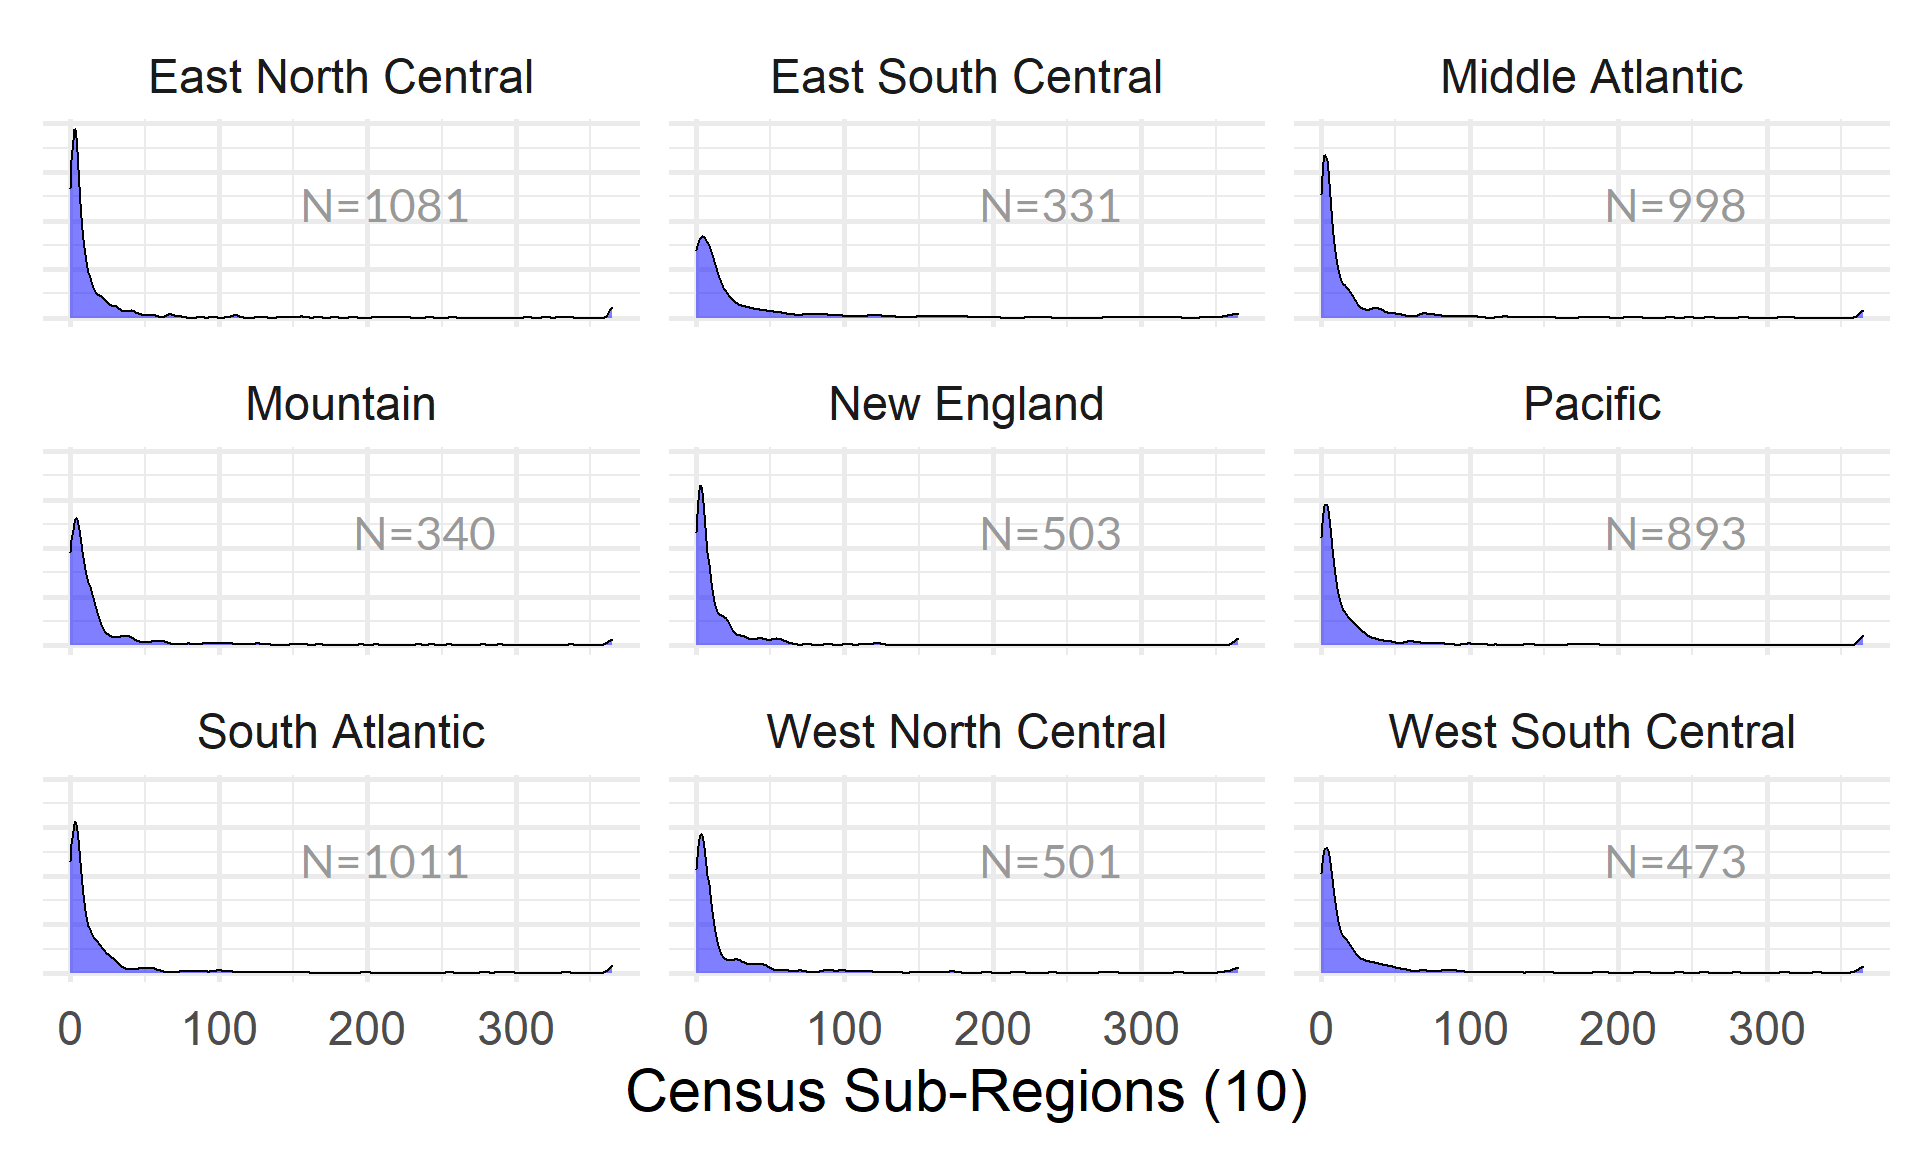 East North Central East South Central Middle Atlantic
N=1081 N=331 N=998
Mountain New England Pacific
N=340 N=503 N=893
South Atlantic West North Central West South Central
N=1011 N=501 N=473
0 100 200 300 0 100 200 300 0 100 200 300
Census Sub-Regions (10)